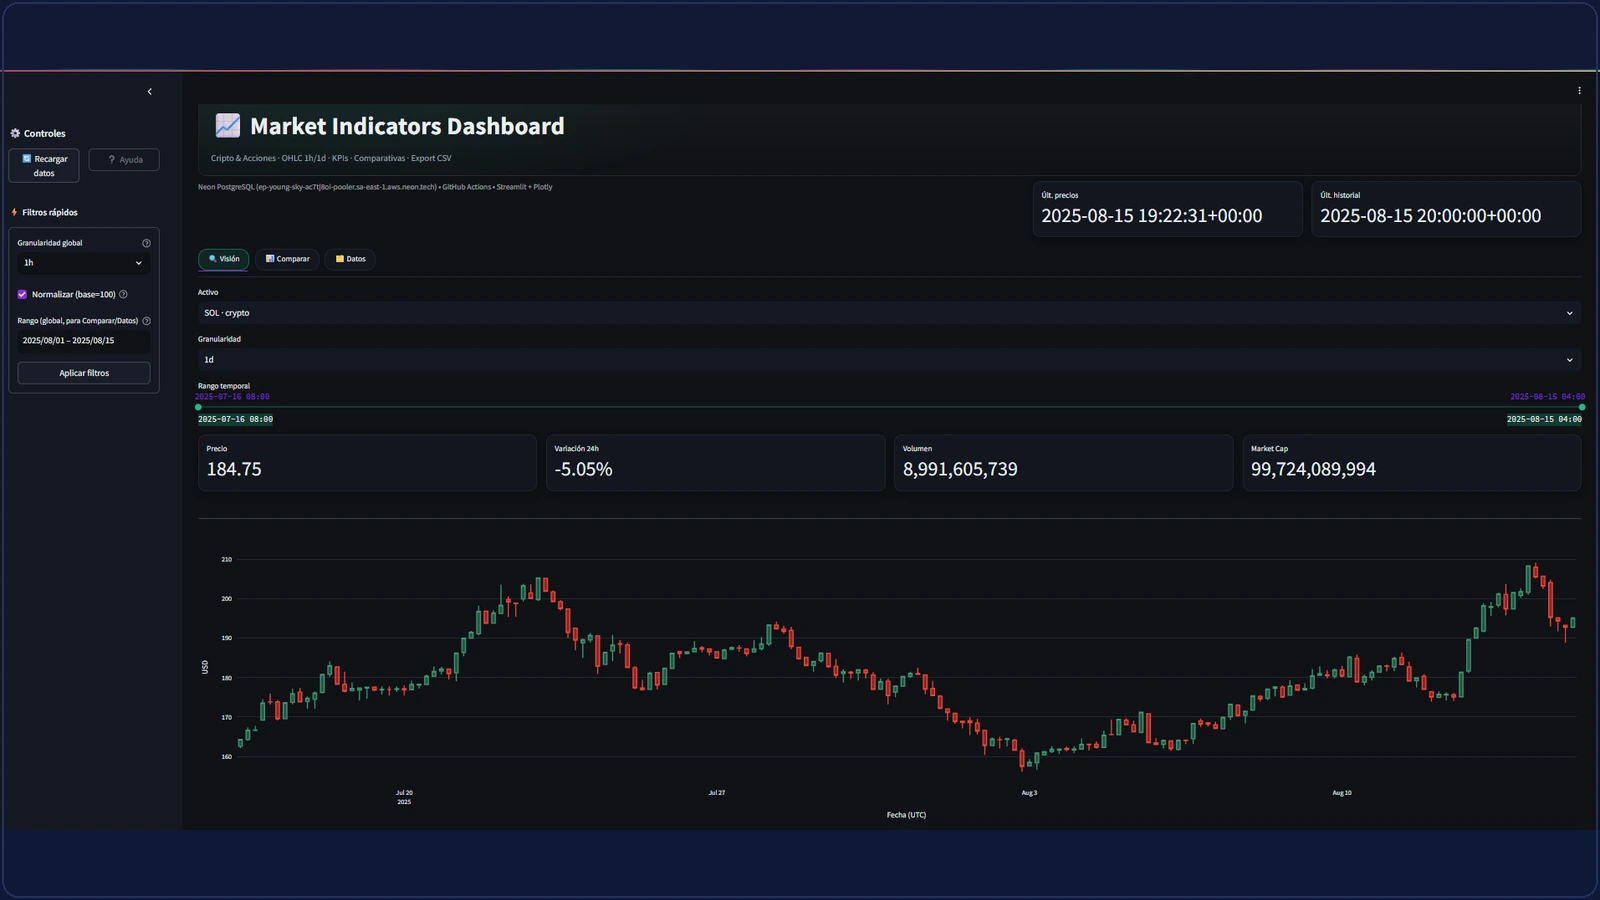 Controles
Recargar
datos
Ayuda
Filtros rápidos
Granularidad global
1h
Normalizar (base=100)
Rango (global, para Comparar/Datos)
2025/08/01 – 2025/08/15
Aplicar filtros
Market Indicators Dashboard
Cripto & Acciones · OHLC 1h/1d · KPIs · Comparativas · Export CSV
Neon PostgreSQL (ep-young-sky-ac7tj8oi-pooler.sa-east-1.aws.neon.tech) • GitHub Actions • Streamlit + Plotly
Últ. precios
2025-08-15 19:22:31+00:00
Últ. historial
2025-08-15 20:00:00+00:00
Visión
Comparar
Datos
Activo
SOL · crypto
Granularidad
1d
Rango temporal
2025-07-16 08:00
2025-08-15 04:00
2025-07-16 08:00
2025-08-15 04:00
Precio
184.75
Variación 24h
-5.05%
Volumen
8,991,605,739
Market Cap
99,724,089,994
210
200
190
180
170
160
USD
Jul 20
2025
Jul 27
Aug 3
Aug 10
Fecha (UTC)